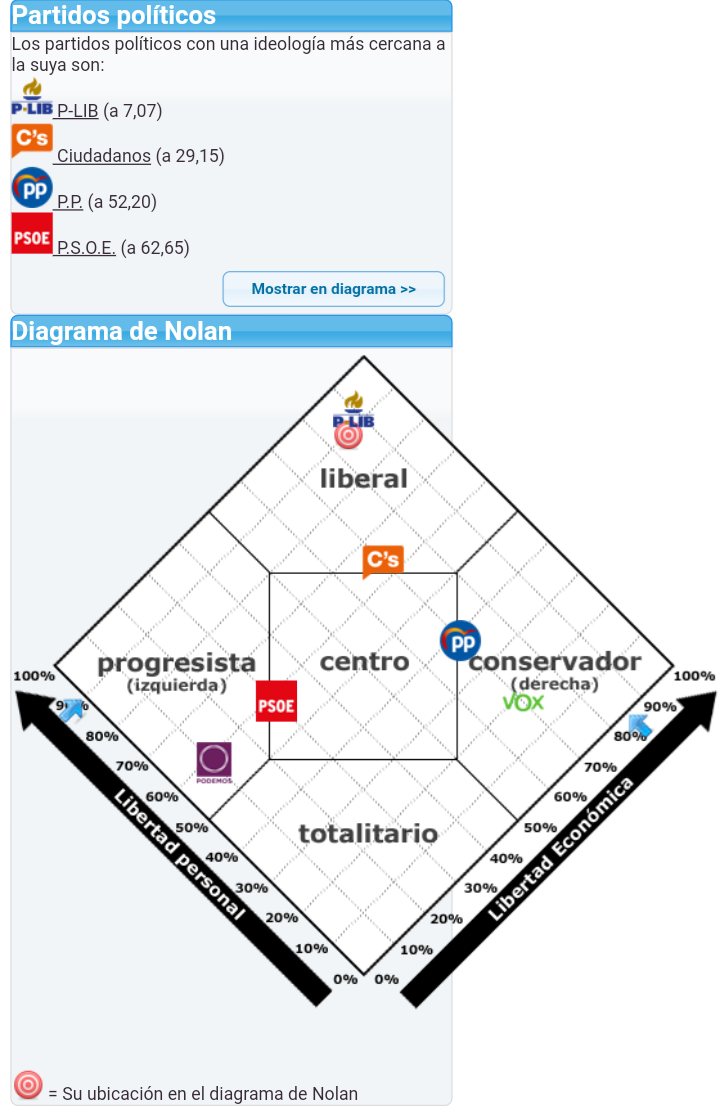 Partidos políticos
Los partidos políticos con una ideología más cercana a
la suya son:
P-LIB P-LIB (a 7,07)
C's Ciudadanos (a 29,15)
PP P.P. (a 52,20)
PSOE P.S.O.E. (a 62,65)
Mostrar en diagrama >>
Diagrama de Nolan
P-LIB
liberal
C's
PP
progresista
(izquierda)
centro
conservador
(derecha)
100%
100%
PSOE
VOX
90%
80%
80%
PODEMOS
70%
70%
60%
60%
50%
50%
totalitario
40%
40%
30%
30%
20%
20%
10%
10%
0%
0%
Libertad personal
Libertad Económica
= Su ubicación en el diagrama de Nolan